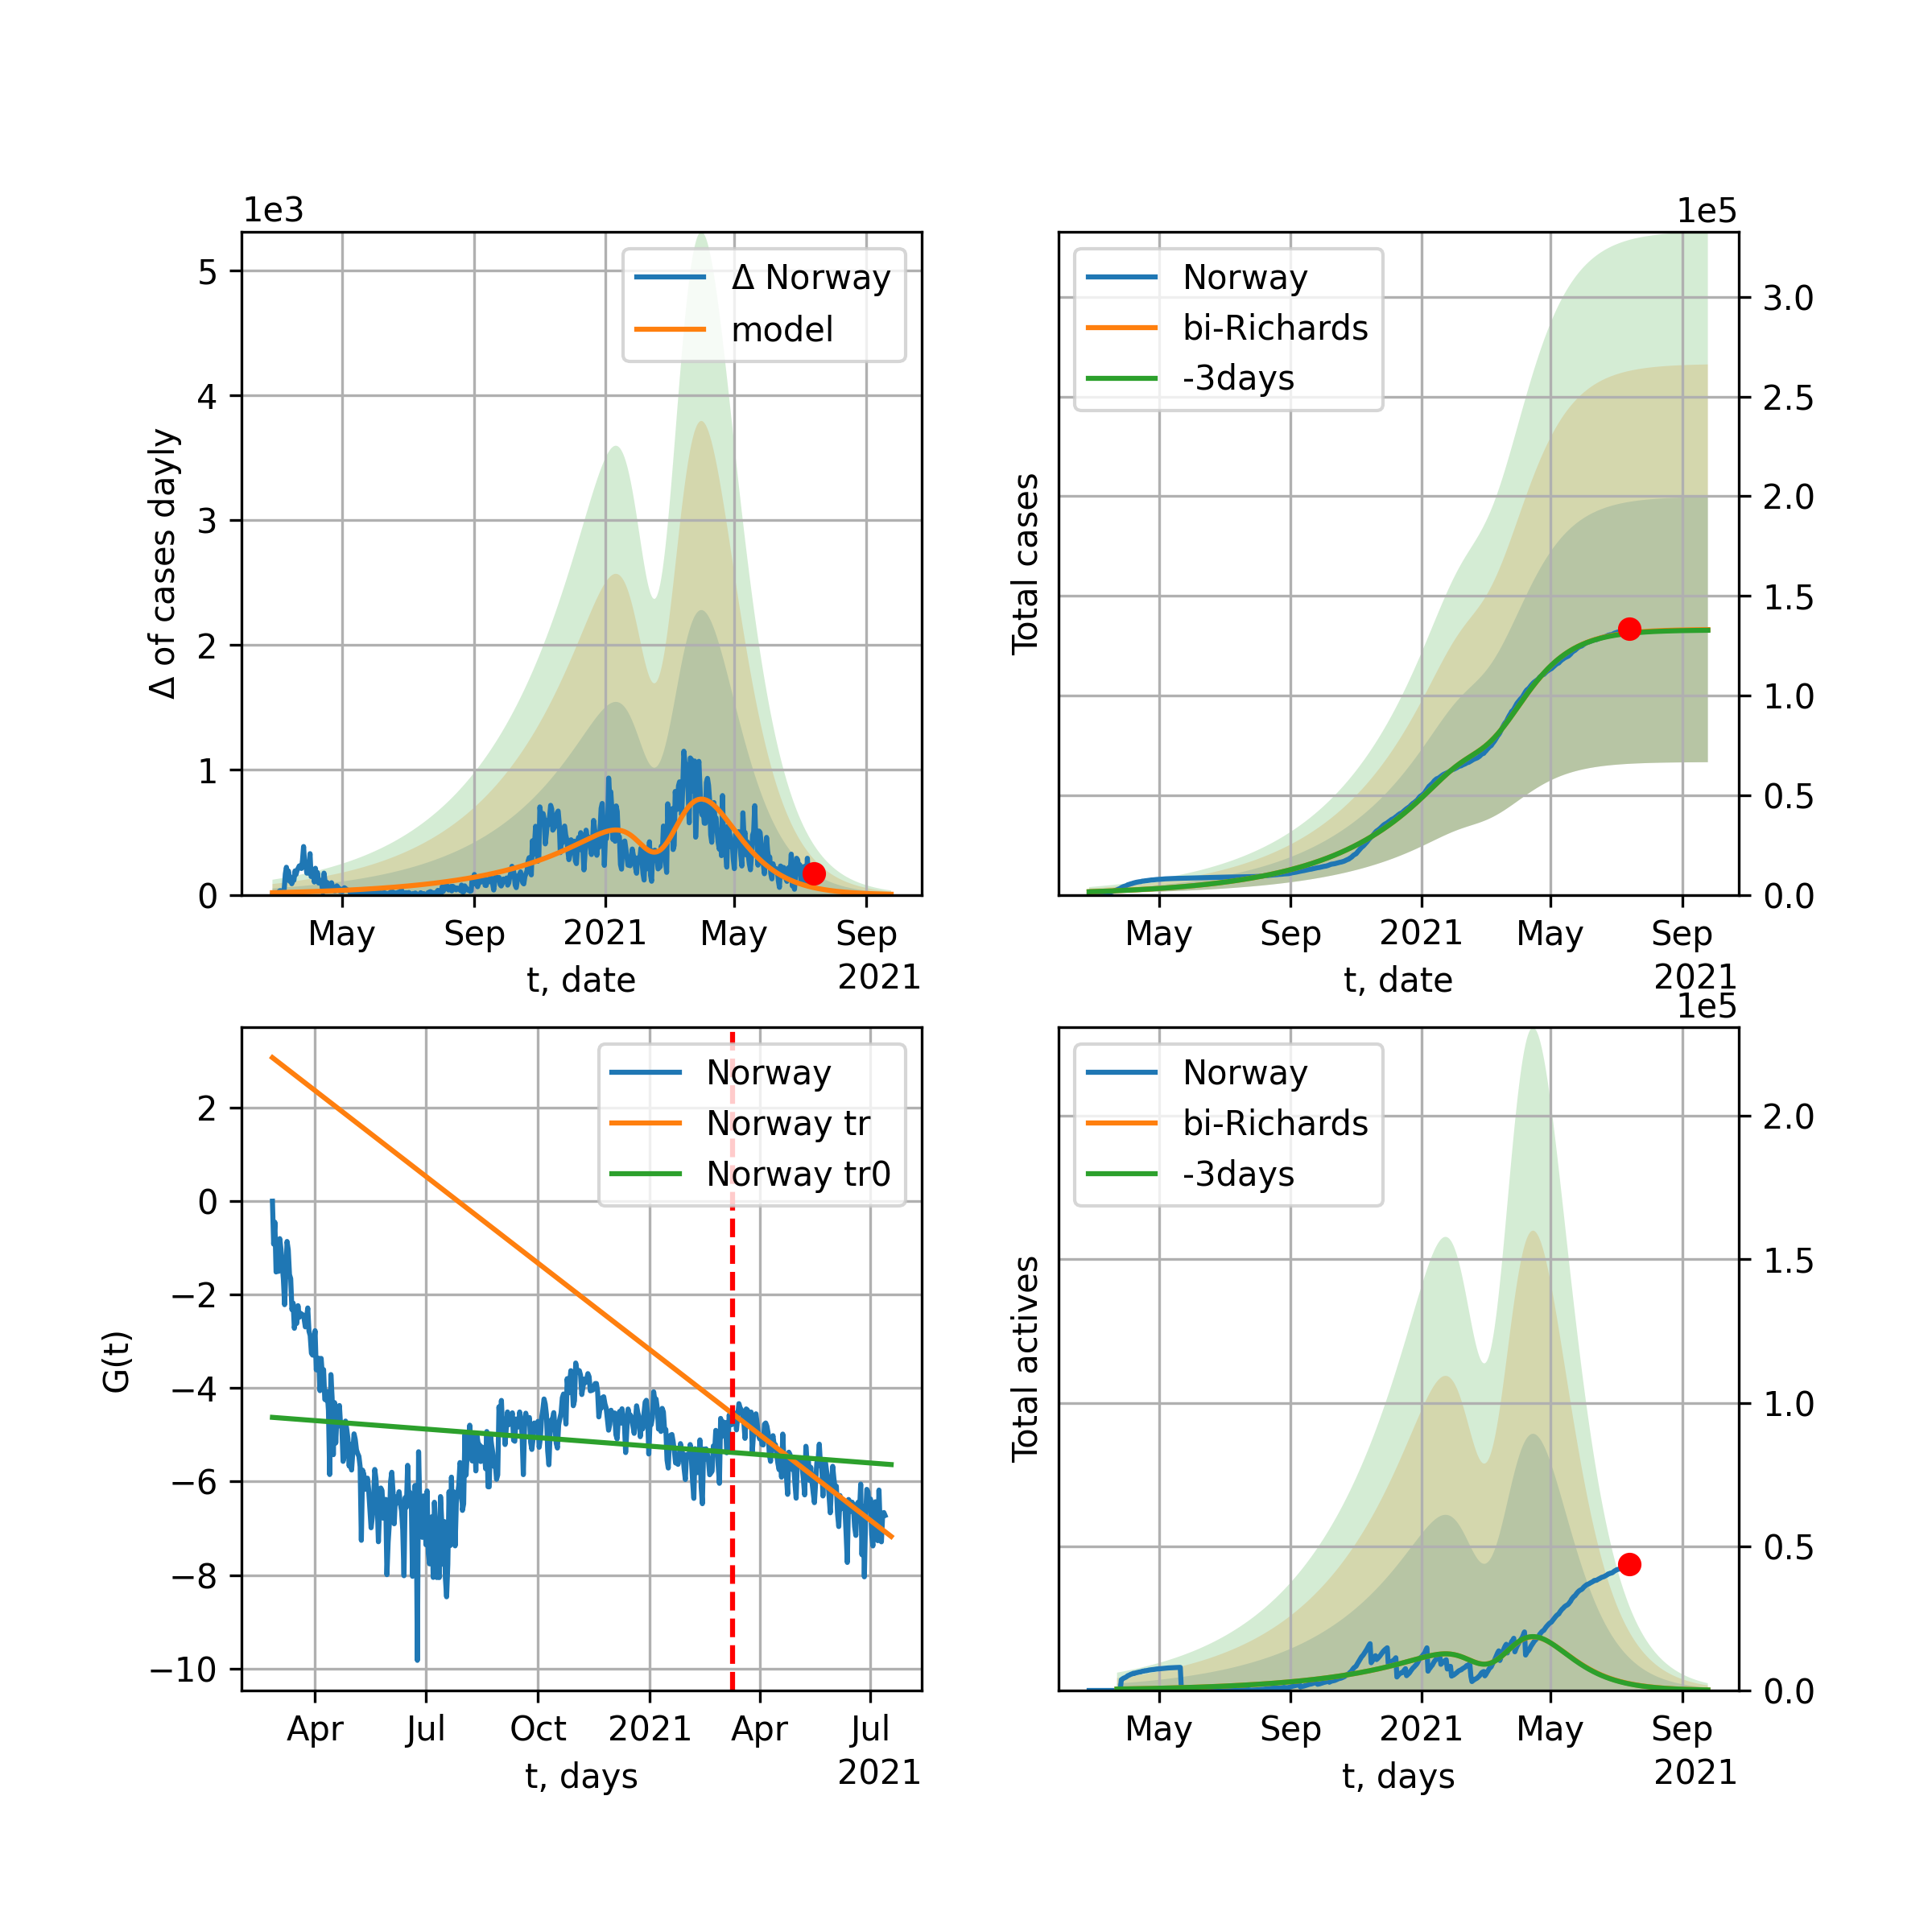 1e3
5
4
3
2
1
0
Δ of cases dayly
Δ Norway
model
May Sep 2021 May Sep
t, date
2021
1e5
3.0
2.5
2.0
1.5
1.0
0.5
0.0
Total cases
Norway
bi-Richards
-3days
May Sep 2021 May Sep
t, date
2021
2
0
−2
−4
−6
−8
−10
G(t)
Norway
Norway tr
Norway tr0
Apr Jul Oct 2021 Apr Jul
t, days
2021
1e5
2.0
1.5
1.0
0.5
0.0
Total actives
Norway
bi-Richards
-3days
May Sep 2021 May Sep
t, days
2021